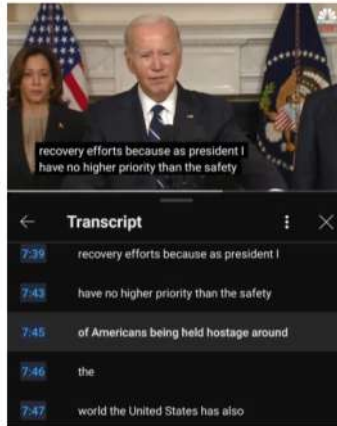 recovery efforts because as president I
have no higher priority than the safety
Transcript
7:39 recovery efforts because as president I
7:43 have no higher priority than the safety
7:45 of Americans being held hostage around
7:46 the
7:47 world the United States has also